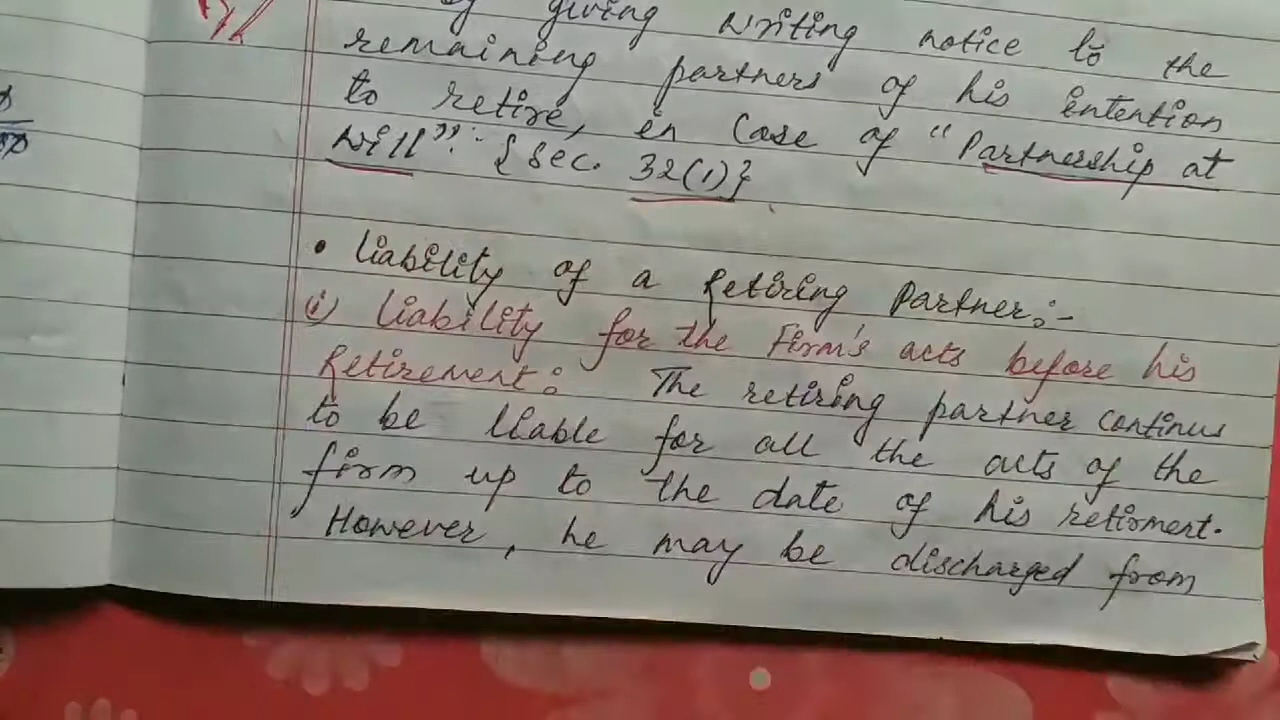 by giving writing notice to the
remaining partners of his intention
to retire, in case of "Partnership at
will". {sec. 32(1)}
• Liability of a Retiring Partner:-
i) Liability for the Firm's acts before his
Retirement: The retiring partner continus
to be liable for all the acts of the
firm up to the date of his retirment.
However, he may be discharged from